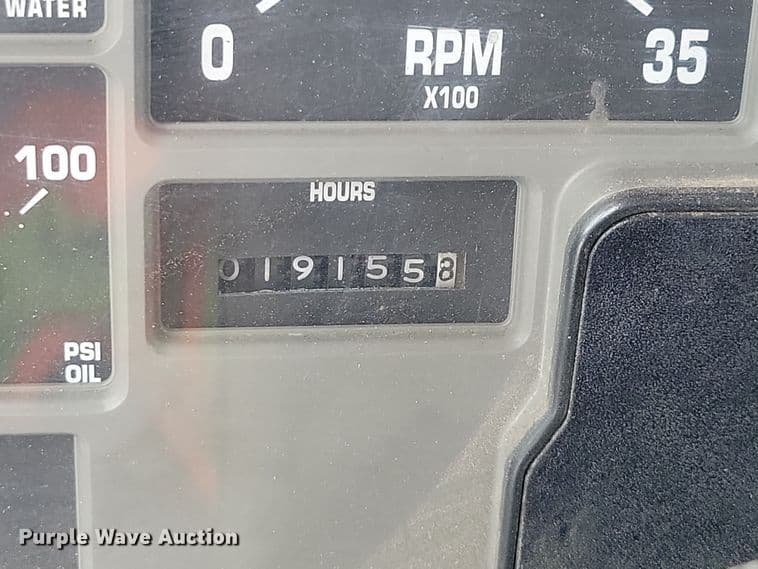 WATER
0
RPM
X100
35
100
HOURS
0191558
PSI
OIL
Purple Wave Auction